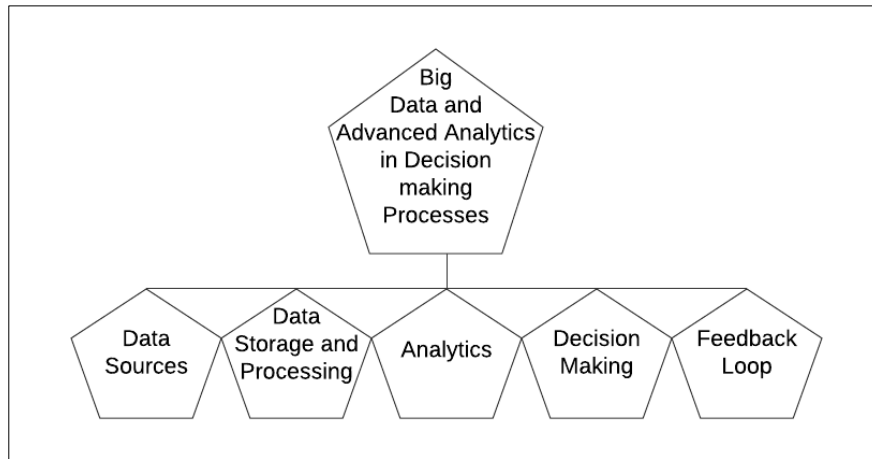 Big
Data and
Advanced Analytics
in Decision
making
Processes
Data
Sources
Data
Storage and
Processing
Analytics
Decision
Making
Feedback
Loop